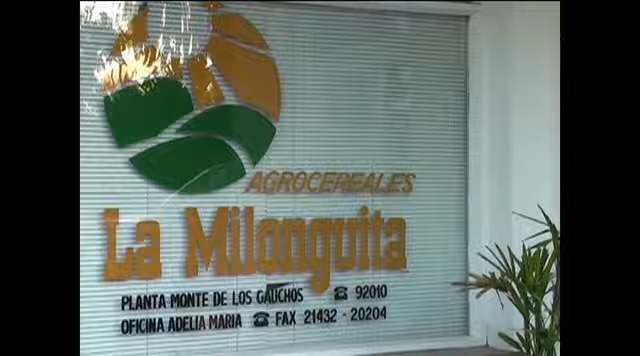 AGROCEREALES
La Milonguita
PLANTA MONTE DE LOS GAUCHOS ☎ 92010
OFICINA ADELIA MARIA ☎ FAX 21432 - 20204